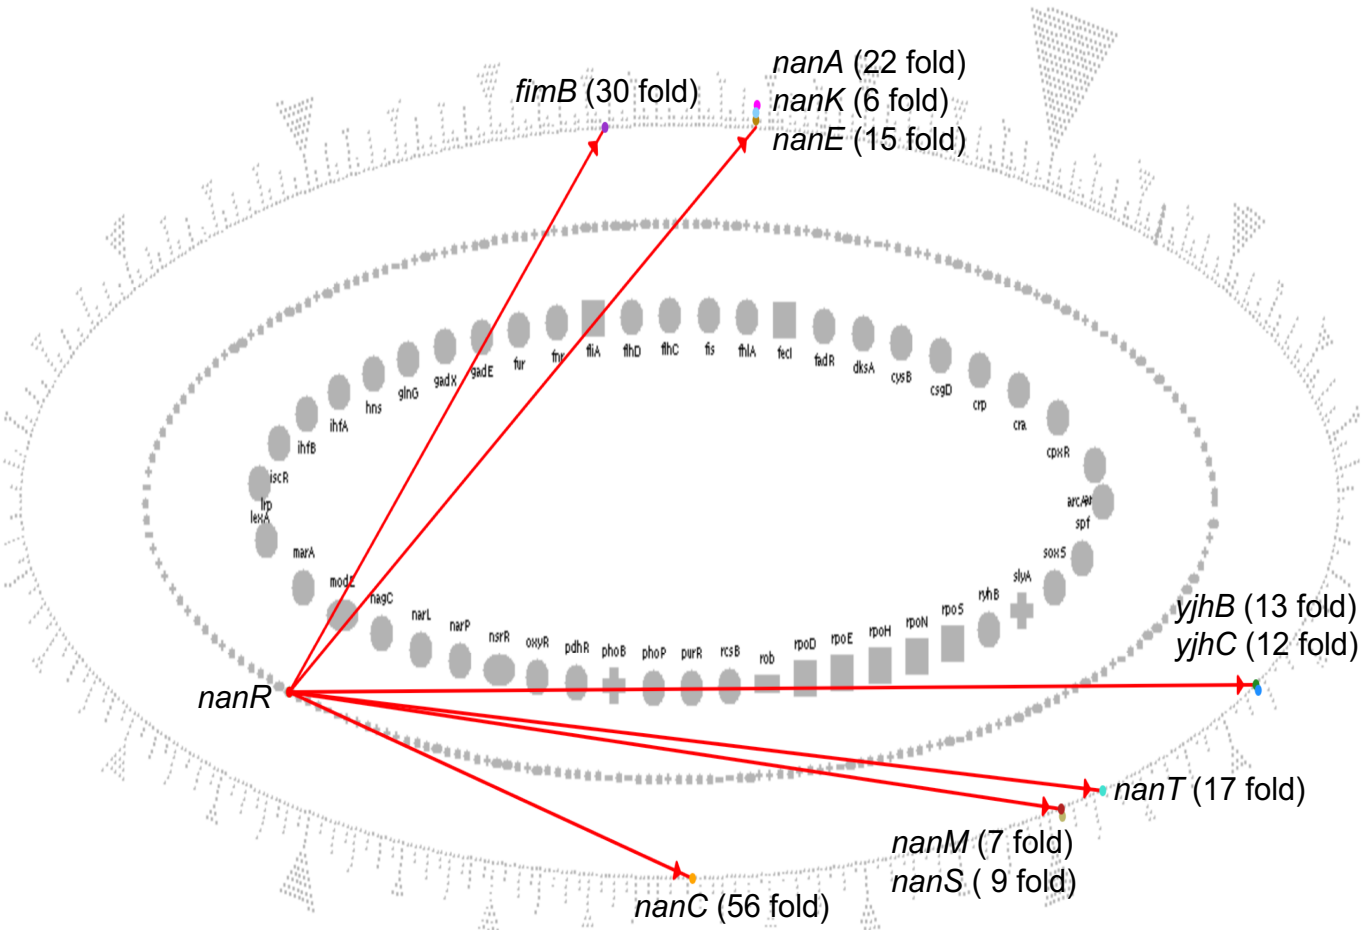 nanA (22 fold)
fimB (30 fold)
nanK (6 fold)
nanE (15 fold)
fliA
flhD
flhC
fis
fhlA
fecI
fadR
dksA
cysB
csgD
crp
cra
cpxR
fnr
fur
gadE
gadX
glnG
hns
ihfA
ihfB
iscR
lrp
lexA
arcA
spf
marA
modE
nagC
narL
narP
nsrR
oxyR
pdhR
phoB
phoP
purR
rcsB
rob
rpoD
rpoE
rpoH
rpoN
rpoS
ryhB
slyA
soxS
yjhB (13 fold)
yjhC (12 fold)
nanR
nanT (17 fold)
nanM (7 fold)
nanS ( 9 fold)
nanC (56 fold)